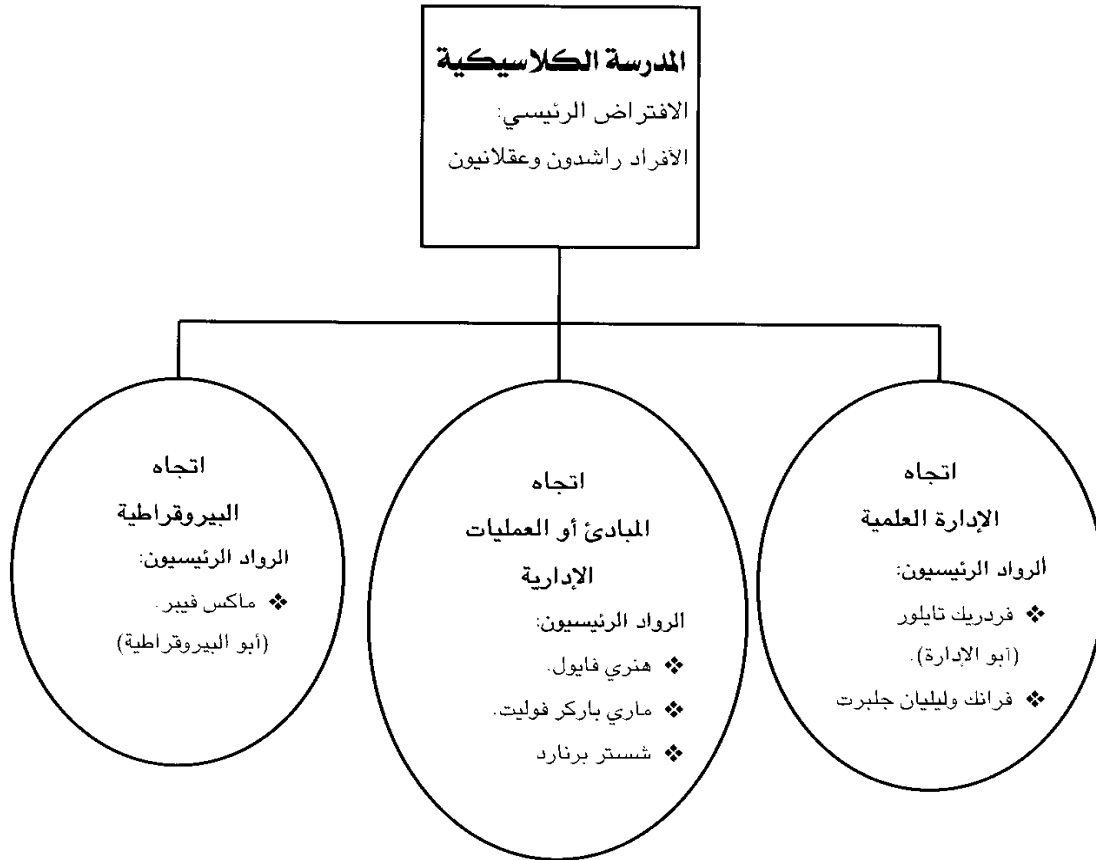 المدرسة الكلاسيكية
الافتراض الرئيسي:
الأفراد راشدون وعقلانيون
اتجاه
الإدارة العلمية
ألرواد الرئيسيون:
❖ فردريك تايلور
(أبو الإدارة).
❖ فرانك وليليان جلبرت
اتجاه
المبادئ أو العمليات
الإدارية
الرواد الرئيسيون:
❖ هنري فايول.
❖ ماري باركر فوليت.
❖ شستر برنارد
اتجاه
البيروقراطية
الرواد الرئيسيون:
❖ ماكس فيبر.
(أبو البيروقراطية)